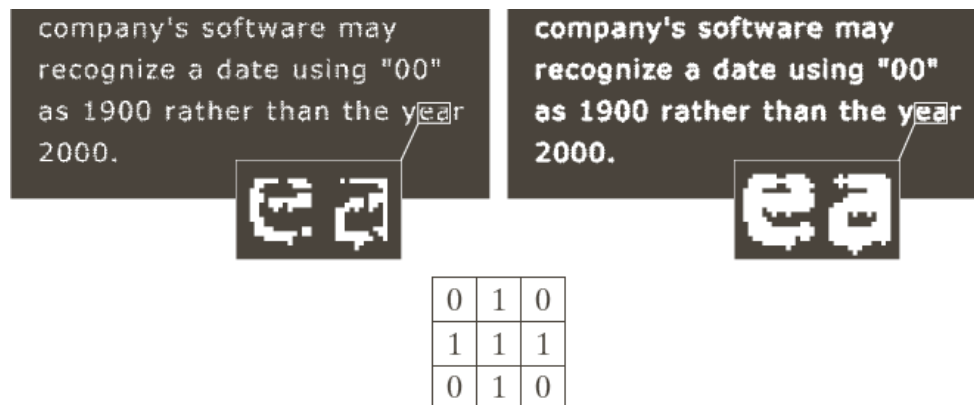 company's software may
recognize a date using "00"
as 1900 rather than the year
2000.
e a
company's software may
recognize a date using "00"
as 1900 rather than the year
2000.
e a
0 1 0
1 1 1
0 1 0